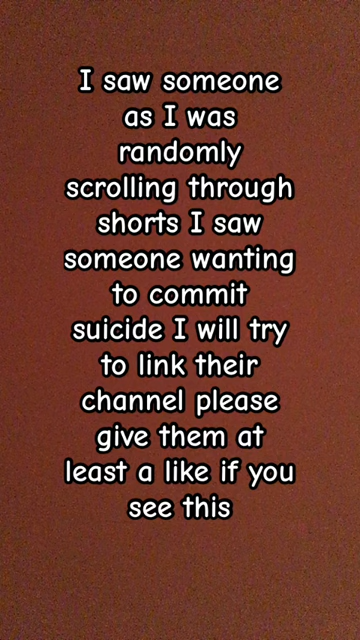 I saw someone
as I was
randomly
scrolling through
shorts I saw
someone wanting
to commit
suicide I will try
to link their
channel please
give them at
least a like if you
see this